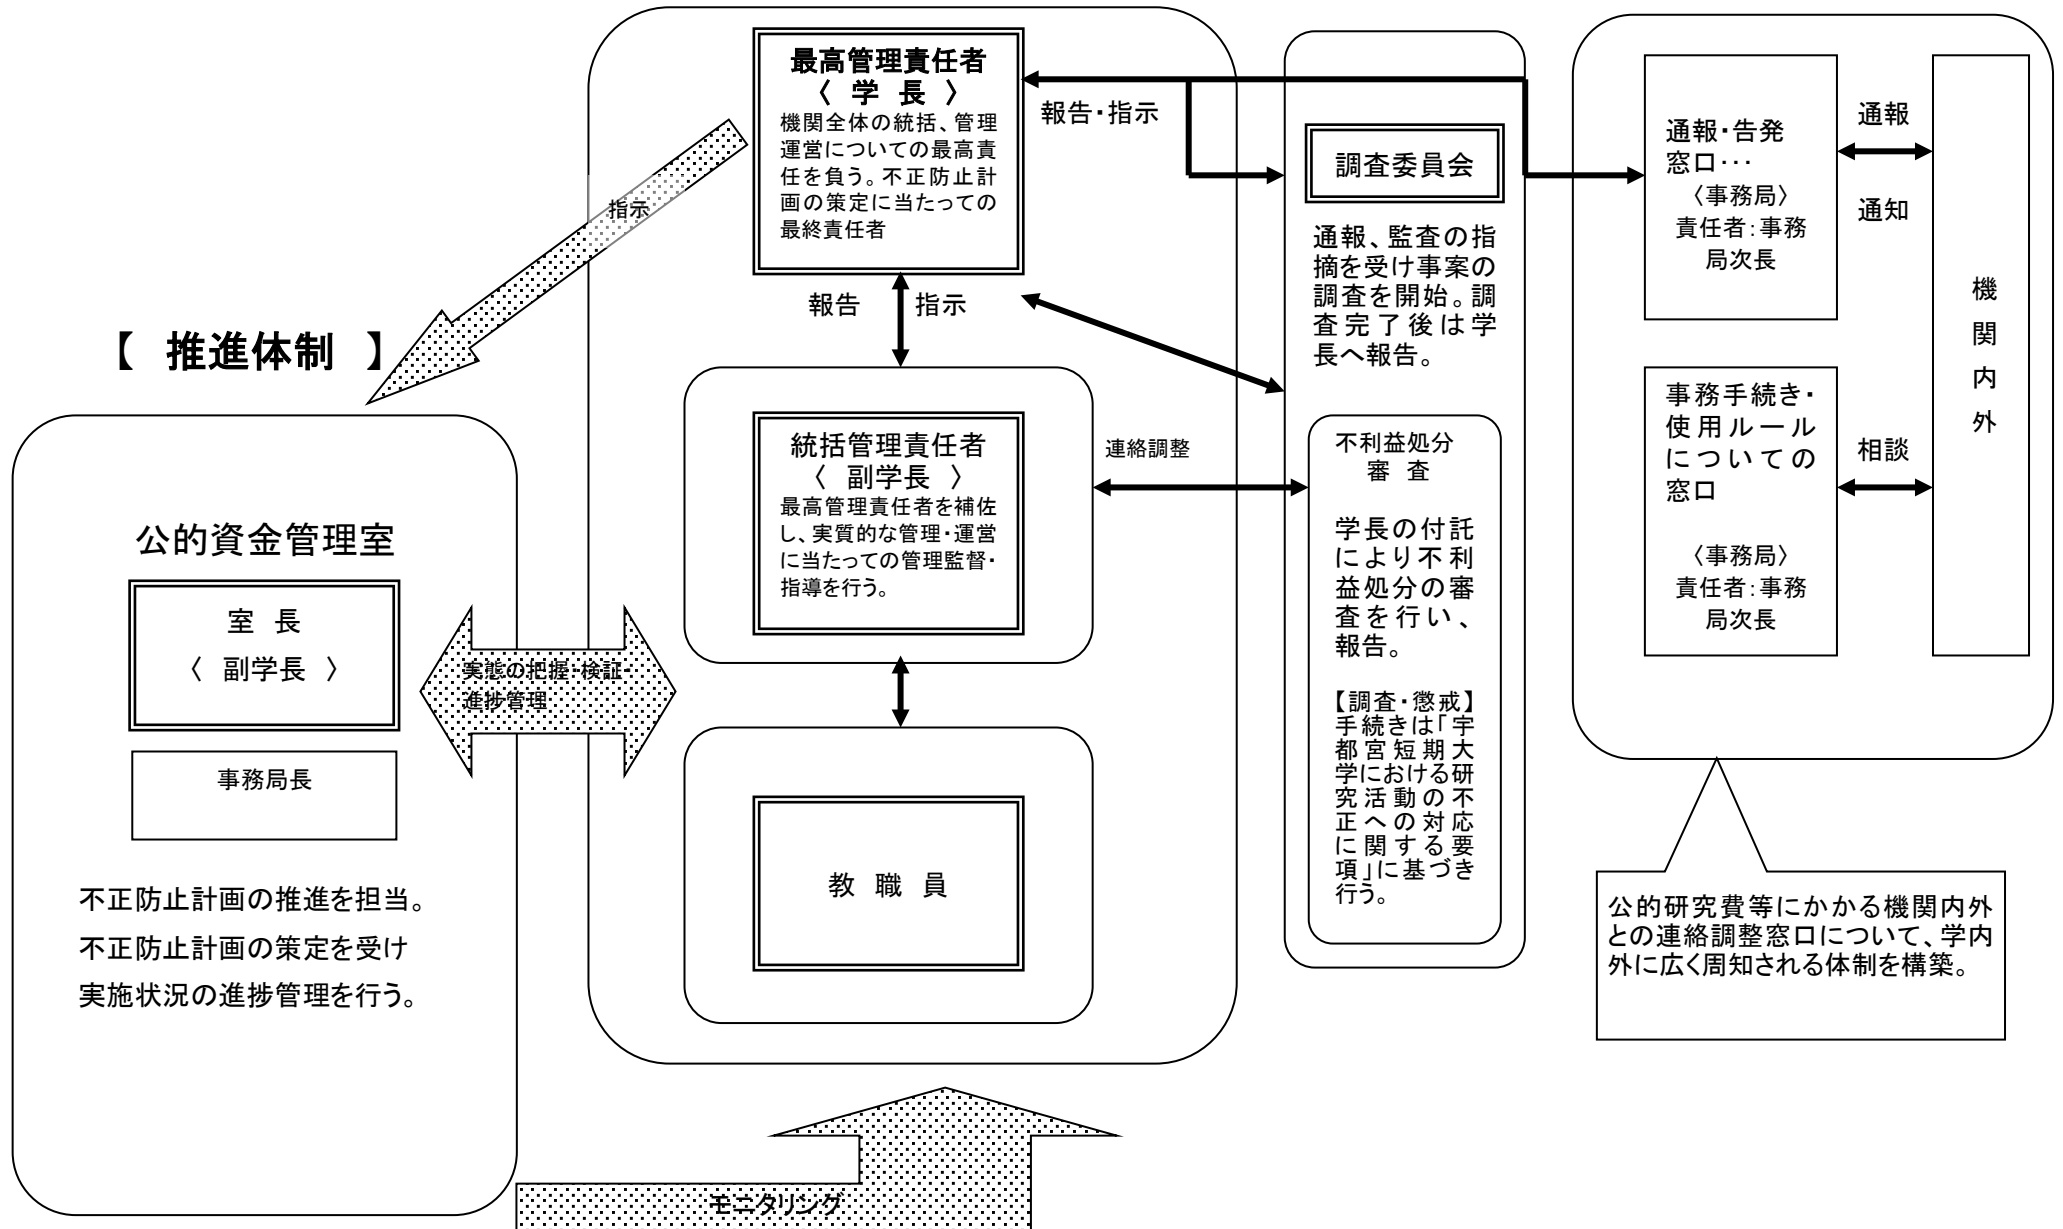 【 推進体制 】
公的資金管理室
室 長
〈 副学長 〉
事務局長
不正防止計画の推進を担当。
不正防止計画の策定を受け
実施状況の進捗管理を行う。
指示
実態の把握・検証
進捗管理
モニタリング
最高管理責任者
〈 学 長 〉
機関全体の統括、管理
運営についての最高責
任を負う。不正防止計
画の策定に当たっての
最終責任者
報告 指示
統括管理責任者
〈 副学長 〉
最高管理責任者を補佐
し、実質的な管理・運営
に当たっての管理監督・
指導を行う。
教 職 員
報告・指示
連絡調整
調査委員会
通報、監査の指
摘を受け事案の
調査を開始。調
査完了後は学
長へ報告。
不利益処分
審 査
学長の付託
により不利
益処分の審
査を行い、
報告。
【調査・懲戒】
手続きは「宇
都宮短期大
学における研
究活動の不
正への対応
に関する要
項」に基づき
行う。
通報・告発
窓口･･･
〈事務局〉
責任者：事務
局次長
通報
通知
事務手続き・
使用ルール
についての
窓口
〈事務局〉
責任者：事務
局次長
相談
機
関
内
外
公的研究費等にかかる機関内外
との連絡調整窓口について、学内
外に広く周知される体制を構築。